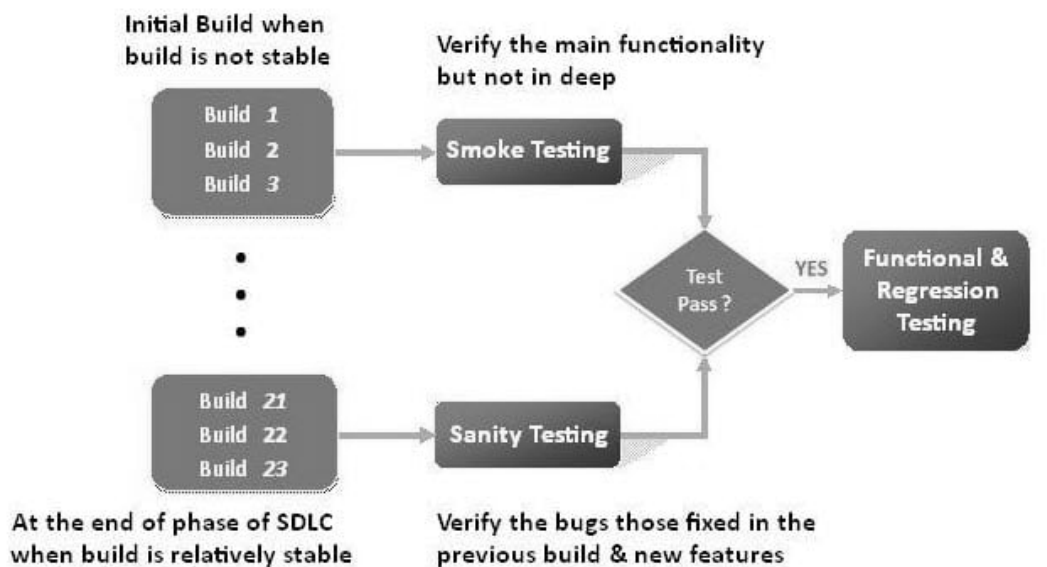 Initial Build when
build is not stable
Verify the main functionality
but not in deep
Build 1
Build 2
Build 3
Smoke Testing
Test
Pass ?
YES
Functional &
Regression
Testing
Build 21
Build 22
Build 23
Sanity Testing
At the end of phase of SDLC
when build is relatively stable
Verify the bugs those fixed in the
previous build & new features